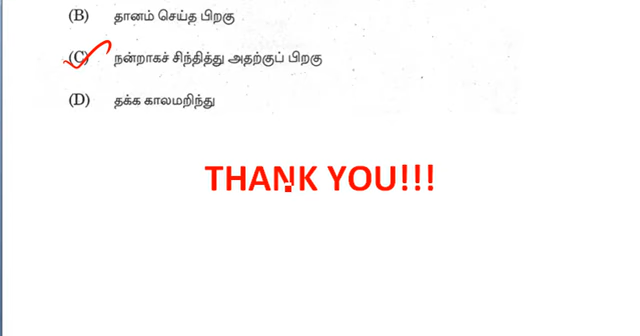 (B) தானம் செய்த பிறகு
(C) நன்றாகச் சிந்தித்து அதற்குப் பிறகு
(D) தக்க காலமறிந்து
THANK YOU!!!